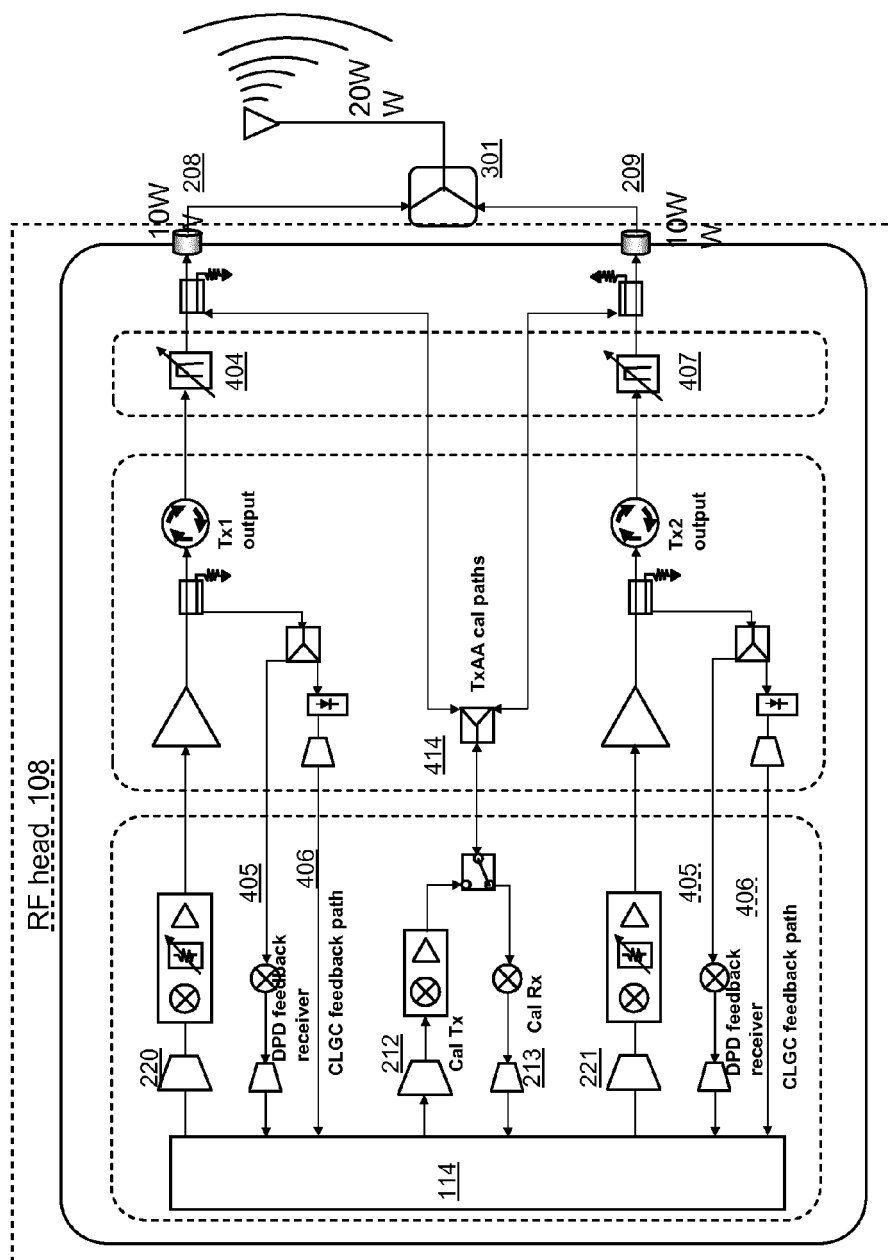 RF head 108
20W
W
208
10W
W
301
209
10W
W
404
407
Tx1
output
Tx2
output
TxAA cal paths
414
405
406
405
406
220
DPD feedback
receiver
CLGC feedback path
212
Cal Tx
Cal Rx
213
221
DPD feedback
receiver
CLGC feedback path
114